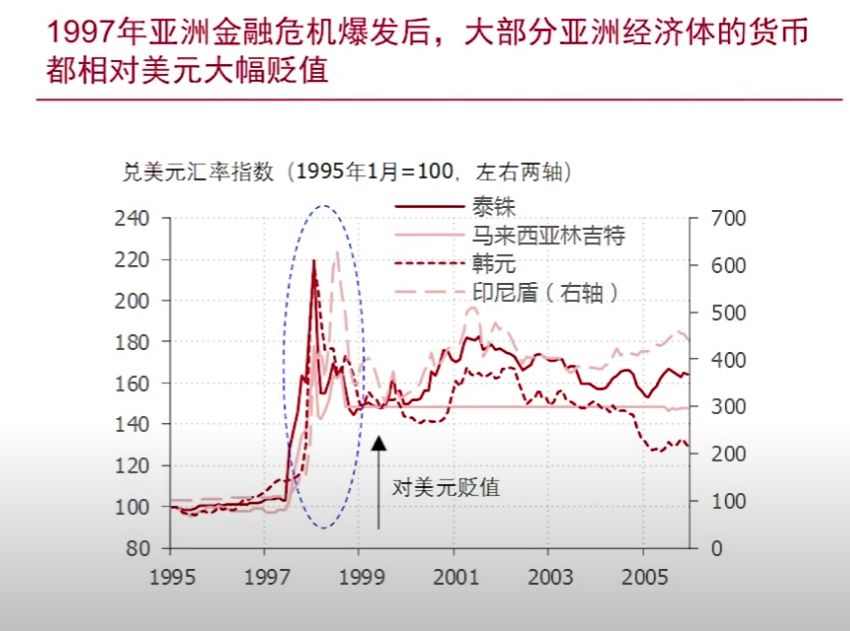 1997年亚洲金融危机爆发后，大部分亚洲经济体的货币
都相对美元大幅贬值
兑美元汇率指数（1995年1月=100，左右两轴）
泰铢
马来西亚林吉特
韩元
印尼盾（右轴）
240
220
200
180
160
140
120
100
80
700
600
500
400
300
200
100
0
对美元贬值
1995 1997 1999 2001 2003 2005